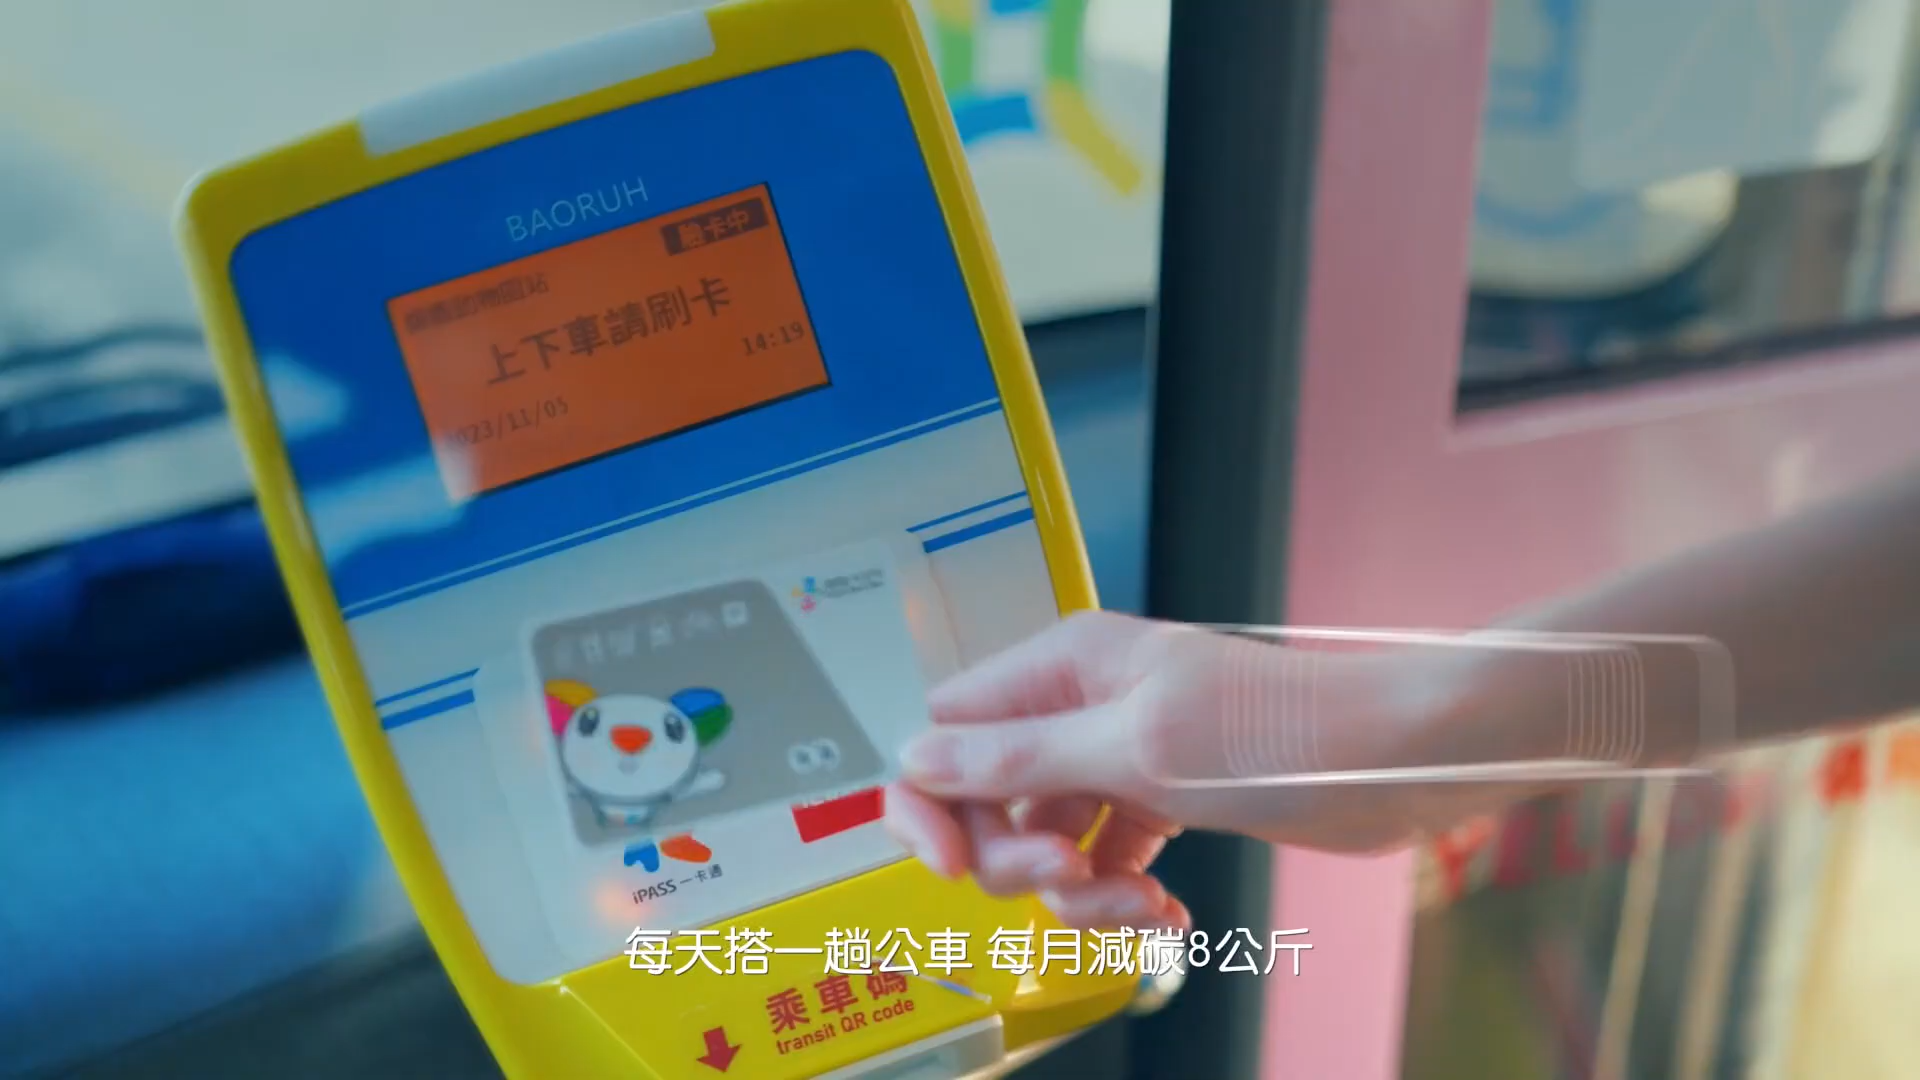 BAORUH
驗卡中
上下車請刷卡
14:19
2023/11/05
iPASS 一卡通
每天搭一趟公車 每月減碳8公斤
乘車碼
transit QR code